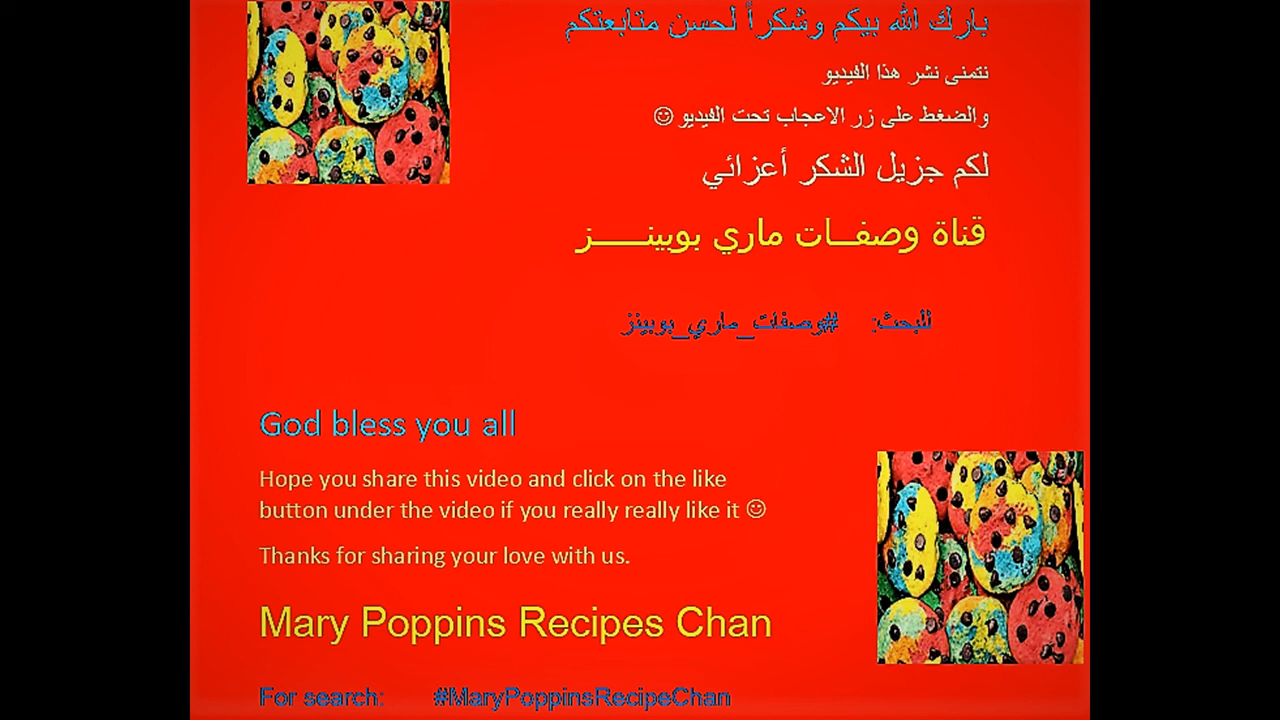 بارك الله بيكم وشكراً لحسن متابعتكم
نتمنى نشر هذا الفيديو
والضغط على زر الاعجاب تحت الفيديو ☺
لكم جزيل الشكر أعزائي
قناة وصفــات ماري بوبينـــــز
للبحث: #وصفات_ماري_بوبينز
God bless you all
Hope you share this video and click on the like
button under the video if you really really like it ☺
Thanks for sharing your love with us.
Mary Poppins Recipes Chan
For search: #MaryPoppinsRecipeChan